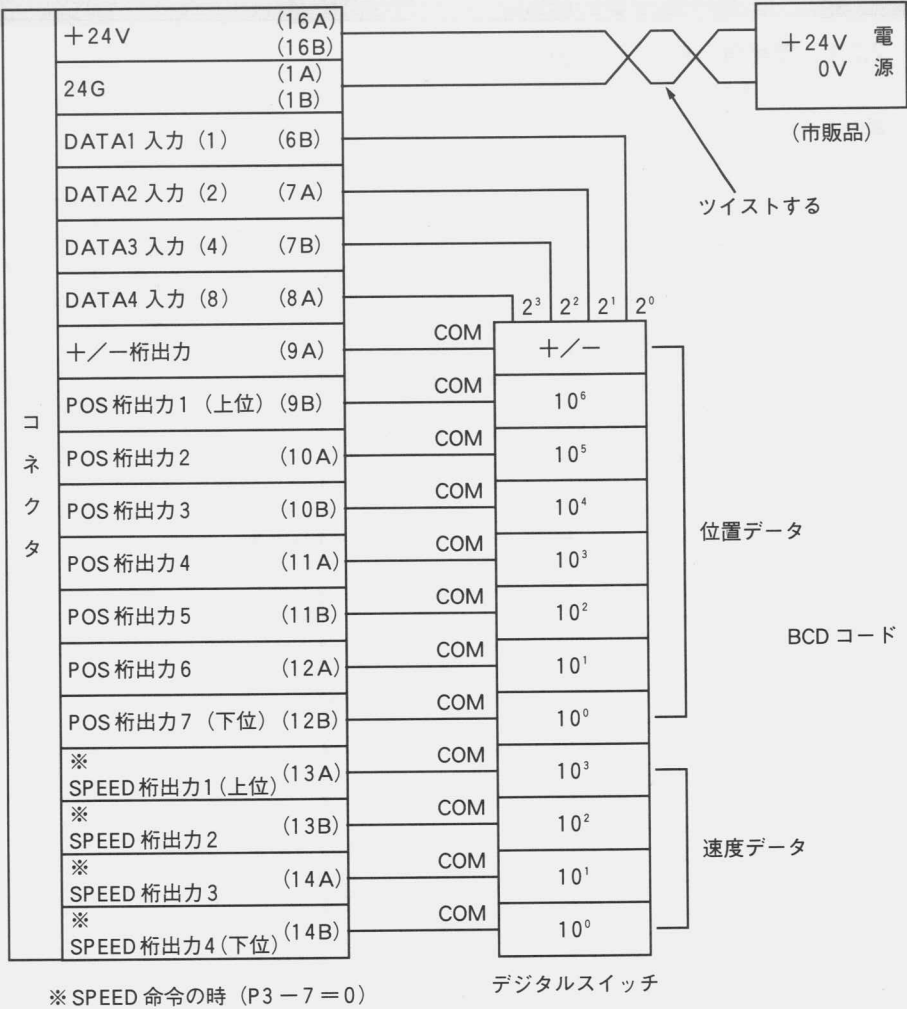 +24V (16A)
(16B)
24G (1A)
(1B)
+24V 電
0V 源
(市販品)
ツイストする
DATA1 入力 (1) (6B)
DATA2 入力 (2) (7A)
DATA3 入力 (4) (7B)
DATA4 入力 (8) (8A)
2³ 2² 2¹ 2⁰
+/−桁出力 (9A) COM +/−
POS 桁出力1 (上位) (9B) COM 10⁶
POS 桁出力2 (10A) COM 10⁵
POS 桁出力3 (10B) COM 10⁴
POS 桁出力4 (11A) COM 10³
POS 桁出力5 (11B) COM 10²
POS 桁出力6 (12A) COM 10¹
POS 桁出力7 (下位) (12B) COM 10⁰
※
SPEED 桁出力1 (上位) (13A) COM 10³
※
SPEED 桁出力2 (13B) COM 10²
※
SPEED 桁出力3 (14A) COM 10¹
※
SPEED 桁出力4 (下位) (14B) COM 10⁰
コネクタ
位置データ
BCD コード
速度データ
デジタルスイッチ
※ SPEED 命令の時 (P3−7=0)